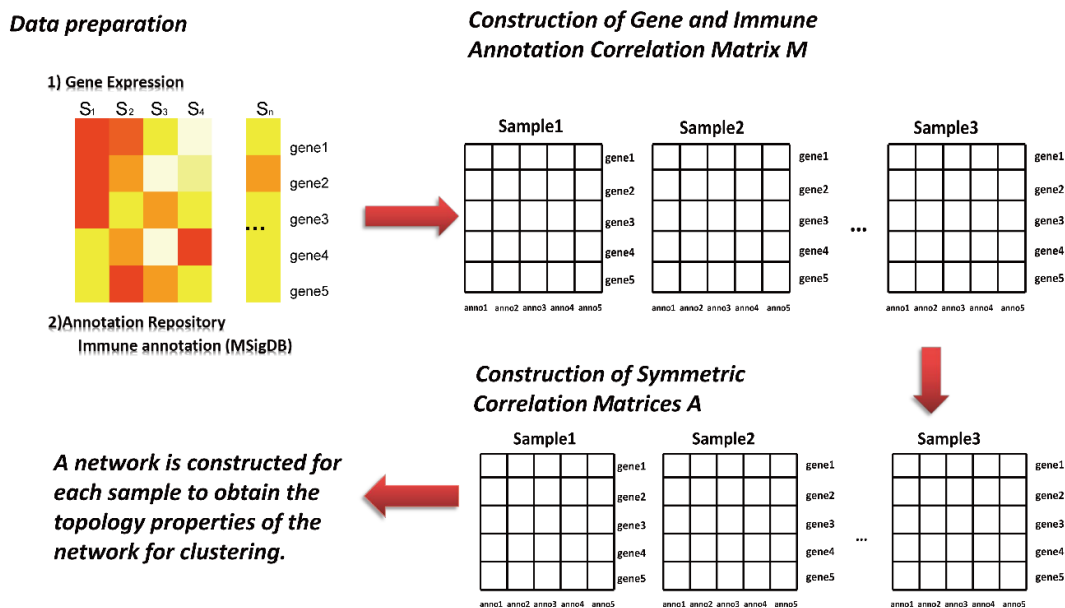 Data preparation
1) Gene Expression
S1 S2 S3 S4 Sn
gene1
gene2
gene3
...
gene4
gene5
2)Annotation Repository
Immune annotation (MSigDB)
Construction of Gene and Immune
Annotation Correlation Matrix M
Sample1
gene1
gene2
gene3
gene4
gene5
anno1 anno2 anno3 anno4 anno5
Sample2
gene1
gene2
gene3
gene4
gene5
anno1 anno2 anno3 anno4 anno5
...
Sample3
gene1
gene2
gene3
gene4
gene5
anno1 anno2 anno3 anno4 anno5
Construction of Symmetric
Correlation Matrices A
Sample1
gene1
gene2
gene3
gene4
gene5
anno1 anno2 anno3 anno4 anno5
Sample2
gene1
gene2
gene3
gene4
gene5
anno1 anno2 anno3 anno4 anno5
...
Sample3
gene1
gene2
gene3
gene4
gene5
anno1 anno2 anno3 anno4 anno5
A network is constructed for
each sample to obtain the
topology properties of the
network for clustering.